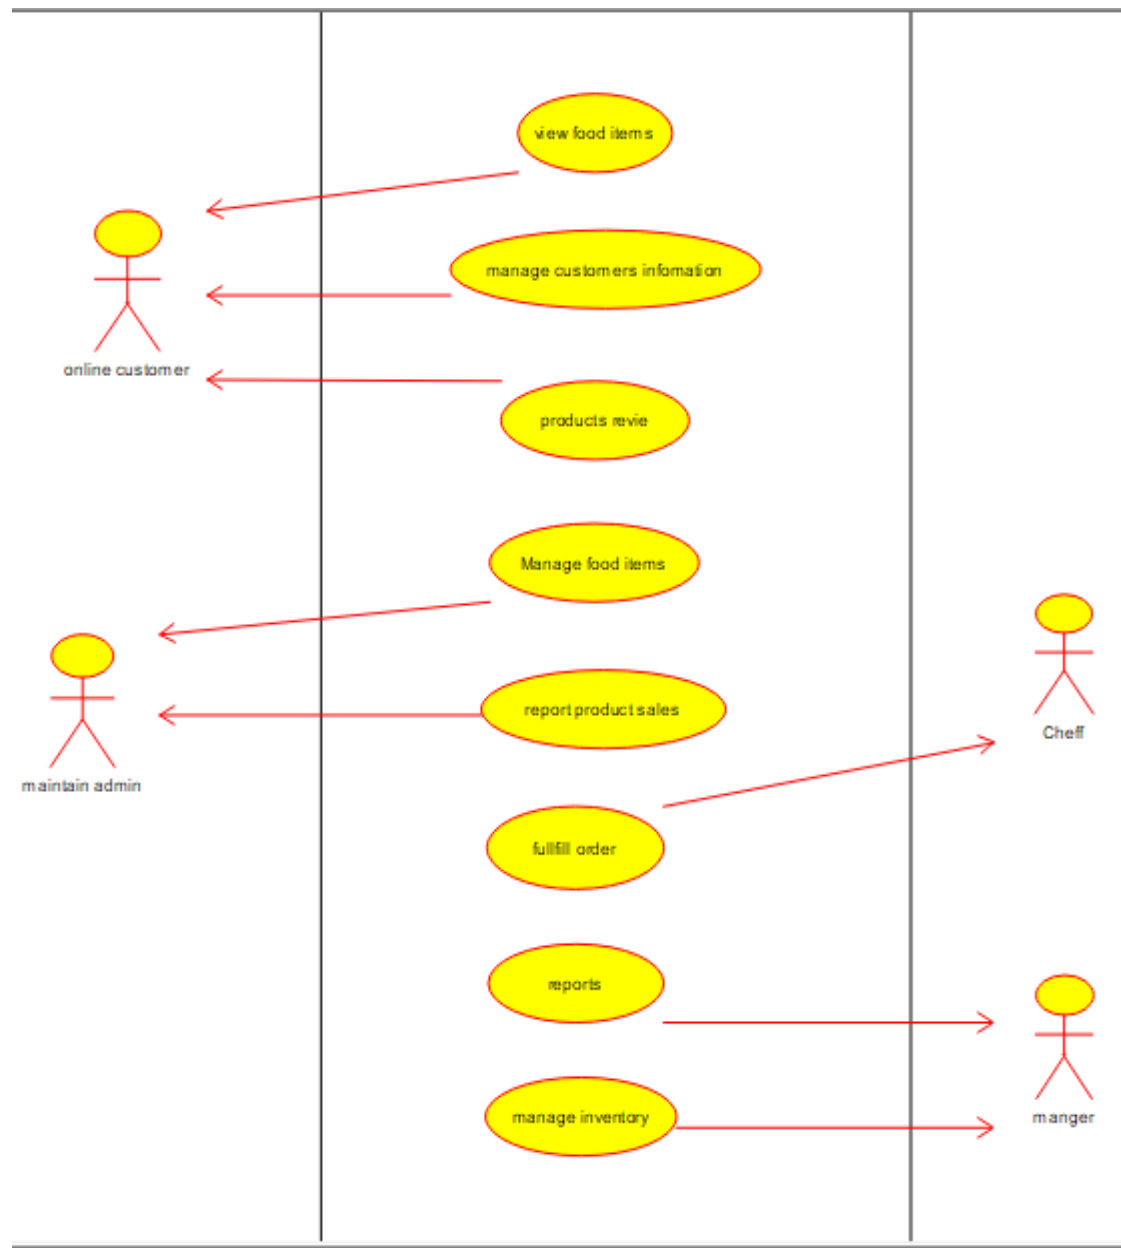 view food items
manage customers infomation
online customer
products revie
Manage food items
report product sales
Cheff
maintain admin
fullfill order
reports
manage inventory
manger